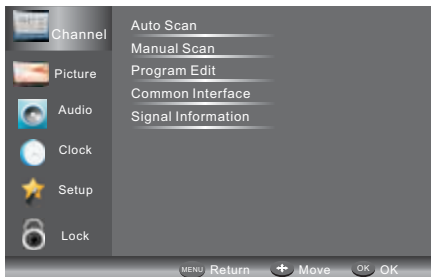 Channel
Picture
Audio
Clock
Setup
Lock
Auto Scan
Manual Scan
Program Edit
Common Interface
Signal Information
MENU Return Move OK OK